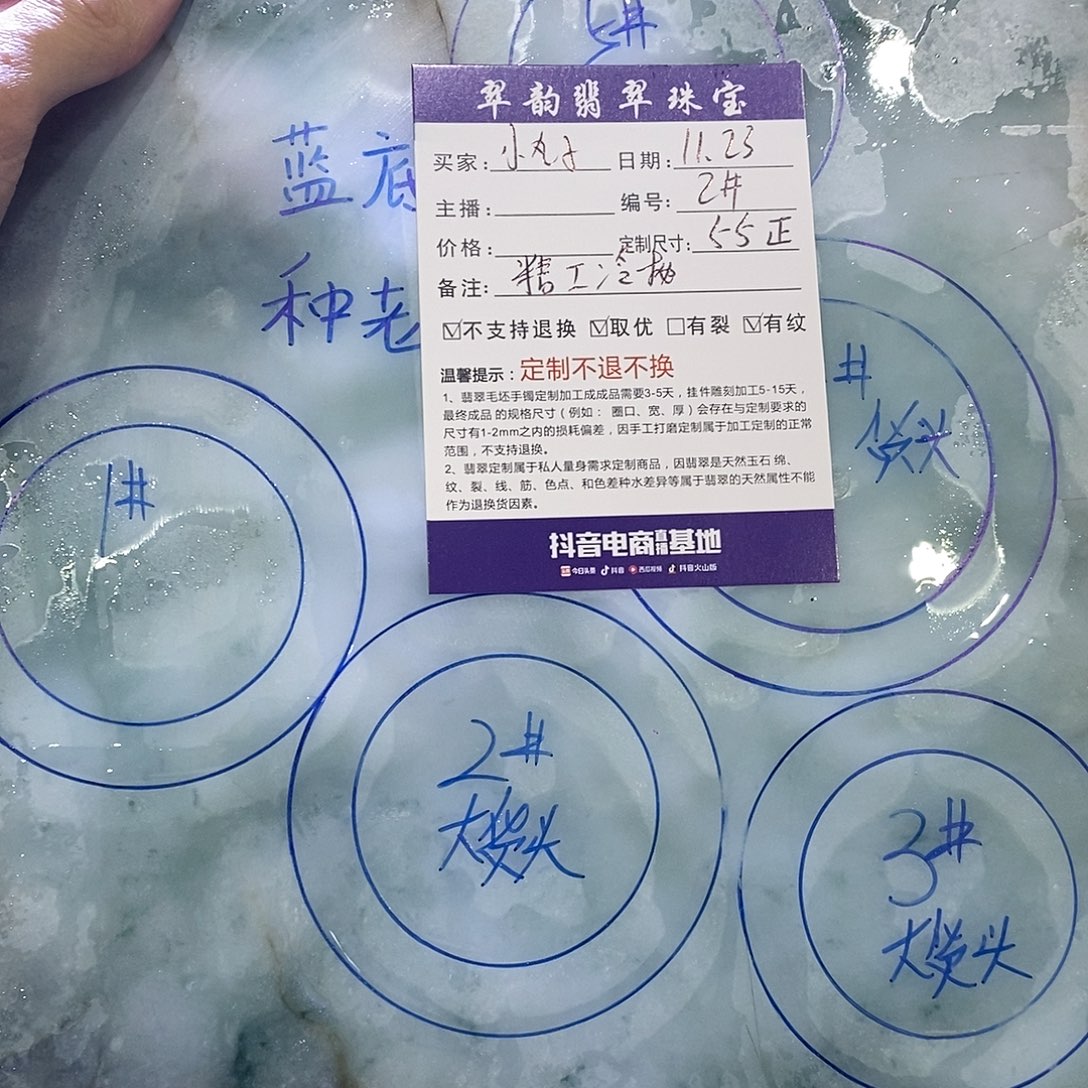 5#
蓝底
种老
翠韵翡翠珠宝
买家:小丸子 日期:11.23
主播: 编号:2#
价格: 定制尺寸:55正
备注:精工冷抛
☑不支持退换 ☑取优 □有裂 ☑有纹
温馨提示:定制不退不换
1、翡翠毛坯手镯定制加工成成品需要3-5天，挂件雕刻加工5-15天，
最终成品的规格尺寸（例如： 圈口、宽、厚）会存在与定制要求的
尺寸有1-2mm之内的损耗偏差，因手工打磨定制属于加工定制的正常
范围，不支持退换。
2、翡翠定制属于私人量身需求定制商品，因翡翠是天然玉石 绵、
纹、裂、线、筋、色点、和色差种水差异等属于翡翠的天然属性不能
作为退换货因素。
抖音电商直播基地
今日头条 抖音 西瓜视频 抖音火山版
#
1#
2#
大镯头
3#
大镯头